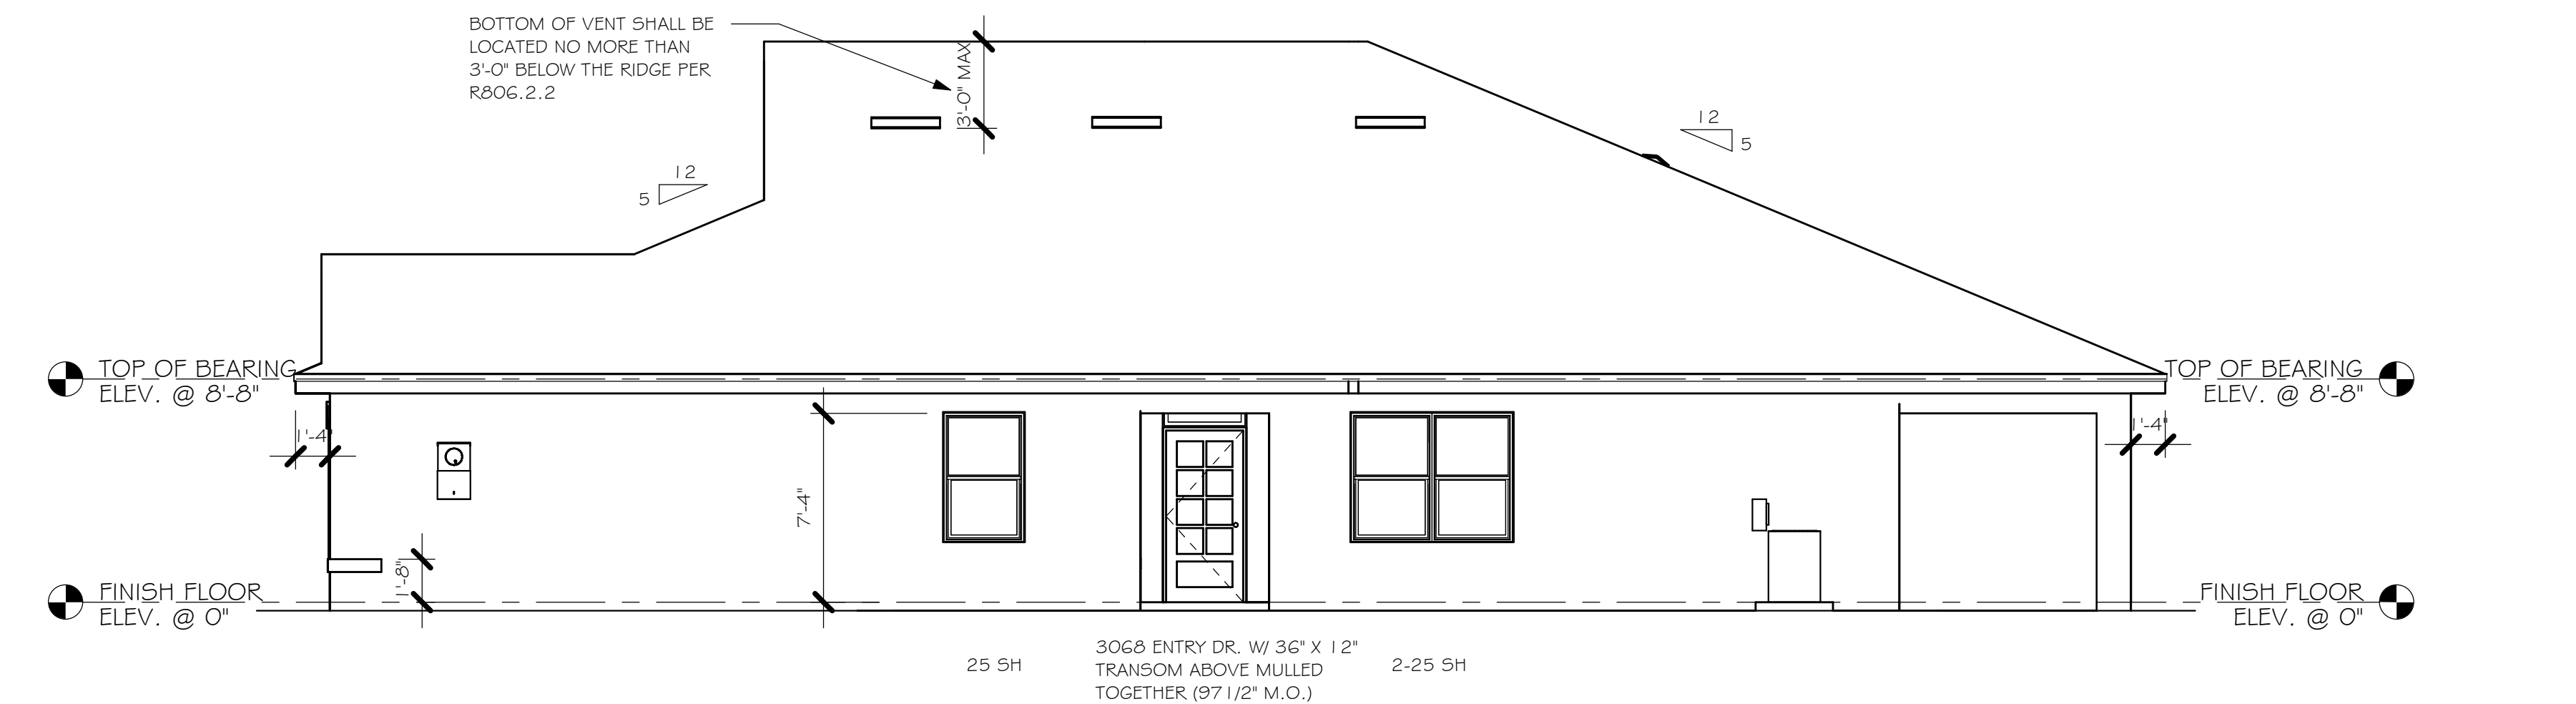 BOTTOM OF VENT SHALL BE
LOCATED NO MORE THAN
3'-0" BELOW THE RIDGE PER
R806.2.2
3'-0" MAX
12
5
12
5
TOP OF BEARING
ELEV. @ 8'-8"
TOP OF BEARING
ELEV. @ 8'-8"
1'-4"
1'-4"
7'-4"
1'-8"
FINISH FLOOR
ELEV. @ 0"
FINISH FLOOR
ELEV. @ 0"
25 SH
3068 ENTRY DR. W/ 36" X 12"
TRANSOM ABOVE MULLED
TOGETHER (97 1/2" M.O.)
2-25 SH